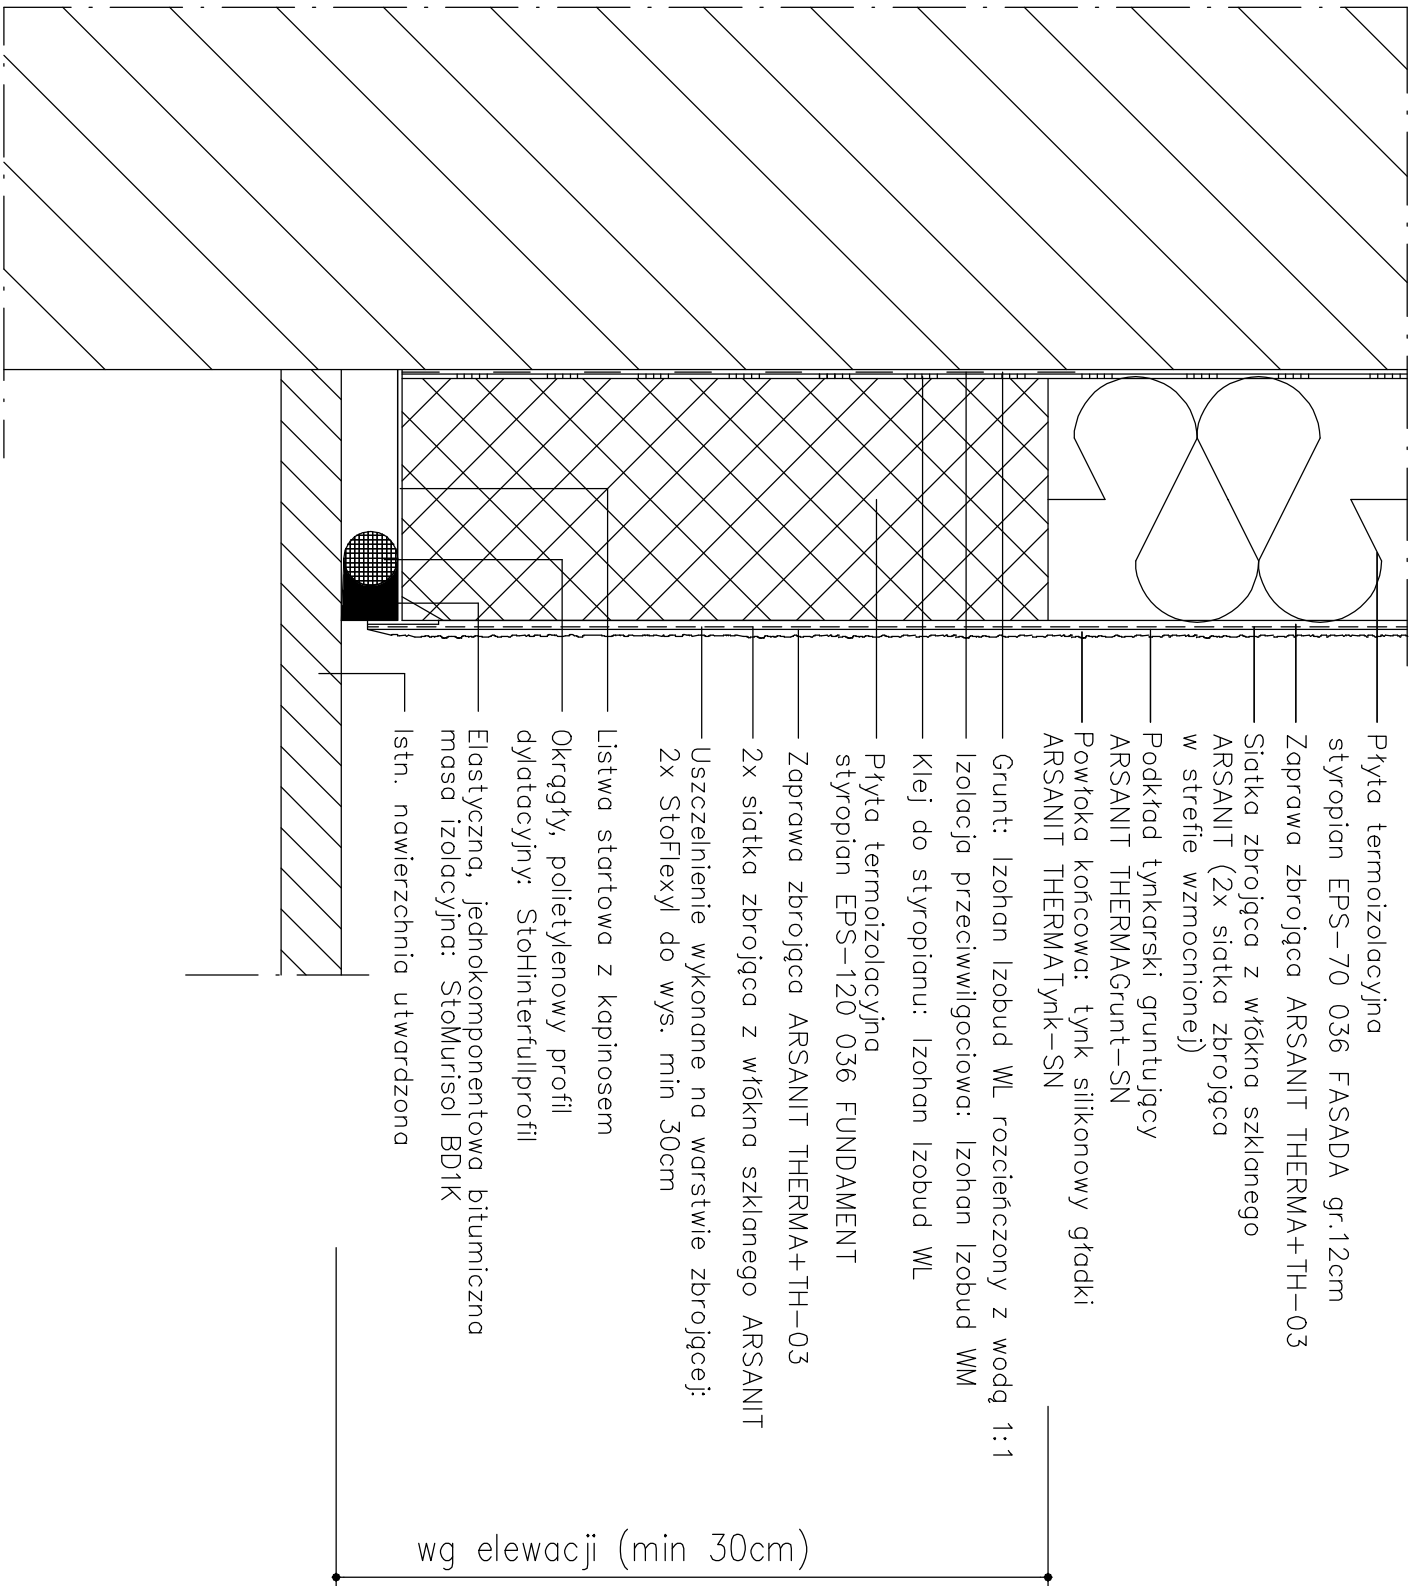 Płyta termoizolacyjna
styropian EPS-70 036 FASADA gr.12cm
Zaprawa zbrojąca ARSANIT THERMA+TH-03
Siatka zbrojąca z włókna szklanego
ARSANIT (2x siatka zbrojąca
w strefie wzmocnionej)
Podkład tynkarski gruntujący
ARSANIT THERMAGrunt-SN
Powłoka końcowa: tynk silikonowy gładki
ARSANIT THERMATynk-SN
Grunt: Izohan Izobud WL rozcieńczony z wodą 1:1
Izolacja przeciwwilgociowa: Izohan Izobud WM
Klej do styropianu: Izohan Izobud WL
Płyta termoizolacyjna
styropian EPS-120 036 FUNDAMENT
Zaprawa zbrojąca ARSANIT THERMA+TH-03
2x siatka zbrojąca z włókna szklanego ARSANIT
Uszczelnienie wykonane na warstwie zbrojącej:
2x StoFlexyl do wys. min 30cm
Listwa startowa z kapinosem
Okrągły, polietylenowy profil
dylatacyjny: StoHinterfullprofil
Elastyczna, jednokomponentowa bitumiczna
masa izolacyjna: StoMurisol BD1K
Istn. nawierzchnia utwardzona
wg elewacji (min 30cm)